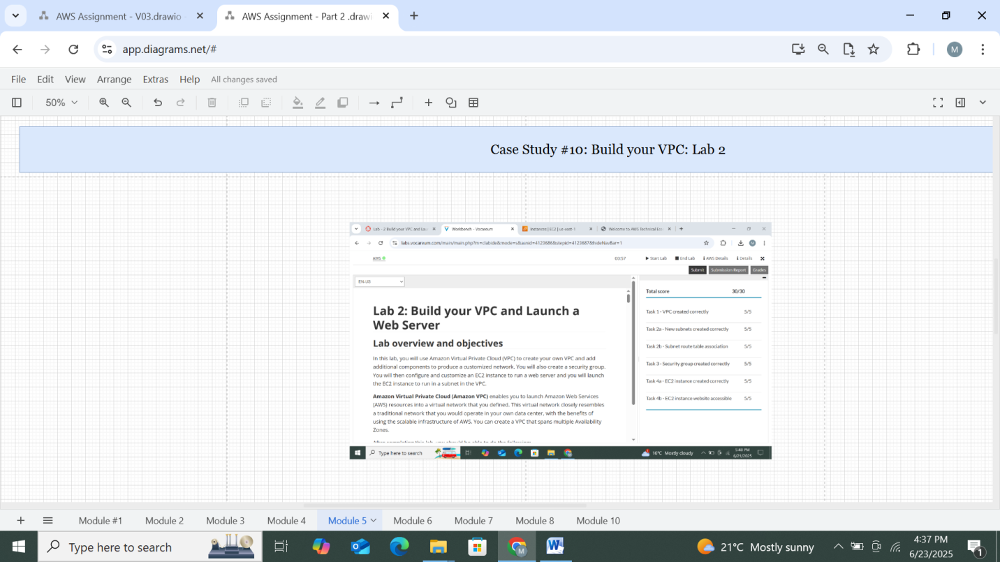 AWS Assignment - V03.drawio
AWS Assignment - Part 2 .drawi
app.diagrams.net/#
M
File Edit View Arrange Extras Help All changes saved
50%
Case Study #10: Build your VPC: Lab 2
Lab - 2 Build your VPC and Lau
Workbench - Vocareum
Instances | EC2 | us-east-1
Welcome to AWS Technical Ess
labs.vocareum.com/main/main.php?m=clabide&mode=s&asnid=4123686&stepid=4123687&hideNavBar=1
AWS 00:57 Start Lab End Lab AWS Details Details
Submit Submission Report Grades
EN-US
Lab 2: Build your VPC and Launch a
Web Server
Lab overview and objectives
In this lab, you will use Amazon Virtual Private Cloud (VPC) to create your own VPC and add
additional components to produce a customized network. You will also create a security group.
You will then configure and customize an EC2 instance to run a web server and you will launch
the EC2 instance to run in a subnet in the VPC.
Amazon Virtual Private Cloud (Amazon VPC) enables you to launch Amazon Web Services
(AWS) resources into a virtual network that you defined. This virtual network closely resembles
a traditional network that you would operate in your own data center, with the benefits of
using the scalable infrastructure of AWS. You can create a VPC that spans multiple Availability
Zones.
After completing this lab, you should be able to do the following
Total score 30/30
Task 1 - VPC created correctly 5/5
Task 2a - New subnets created correctly 5/5
Task 2b - Subnet route table association 5/5
Task 3 - Security group created correctly 5/5
Task 4a - EC2 instance created correctly 5/5
Task 4b - EC2 instance website accessible 5/5
Type here to search
16°C Mostly cloudy
5:48 PM
6/21/2025
Module #1 Module 2 Module 3 Module 4 Module 5 Module 6 Module 7 Module 8 Module 10
Type here to search
21°C Mostly sunny
4:37 PM
6/23/2025
1